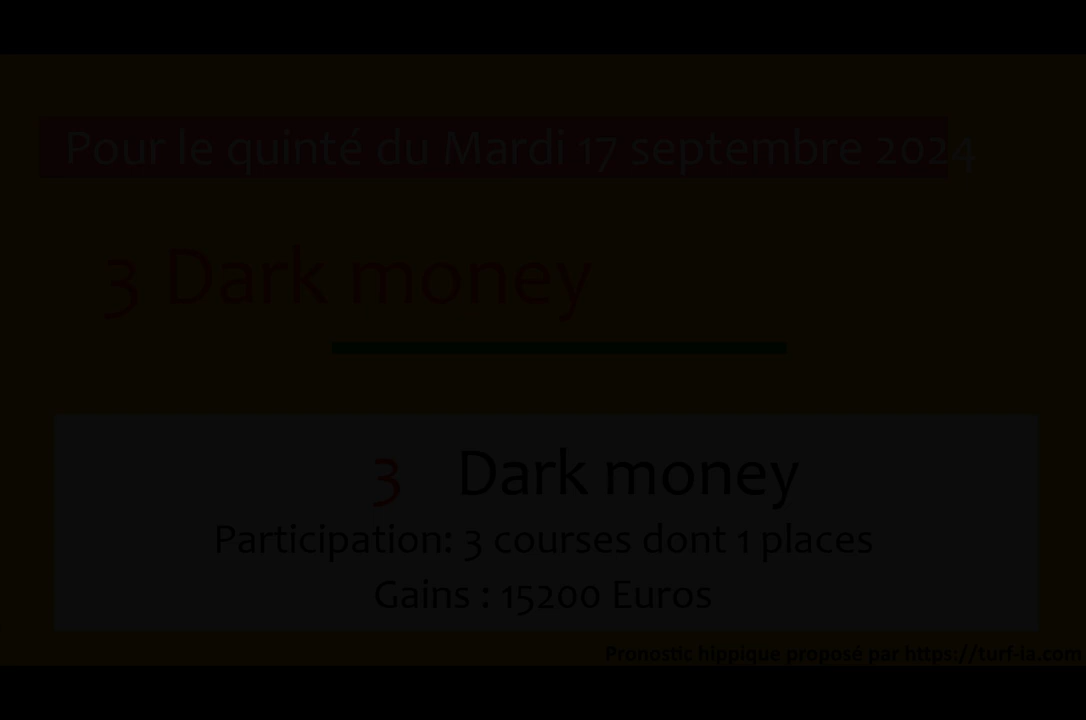 Pour le quinté du Mardi 17 septembre 2024
3 Dark money
3 Dark money
Participation: 3 courses dont 1 places
Gains : 15200 Euros
Pronostic hippique proposé par https://turf-ia.com